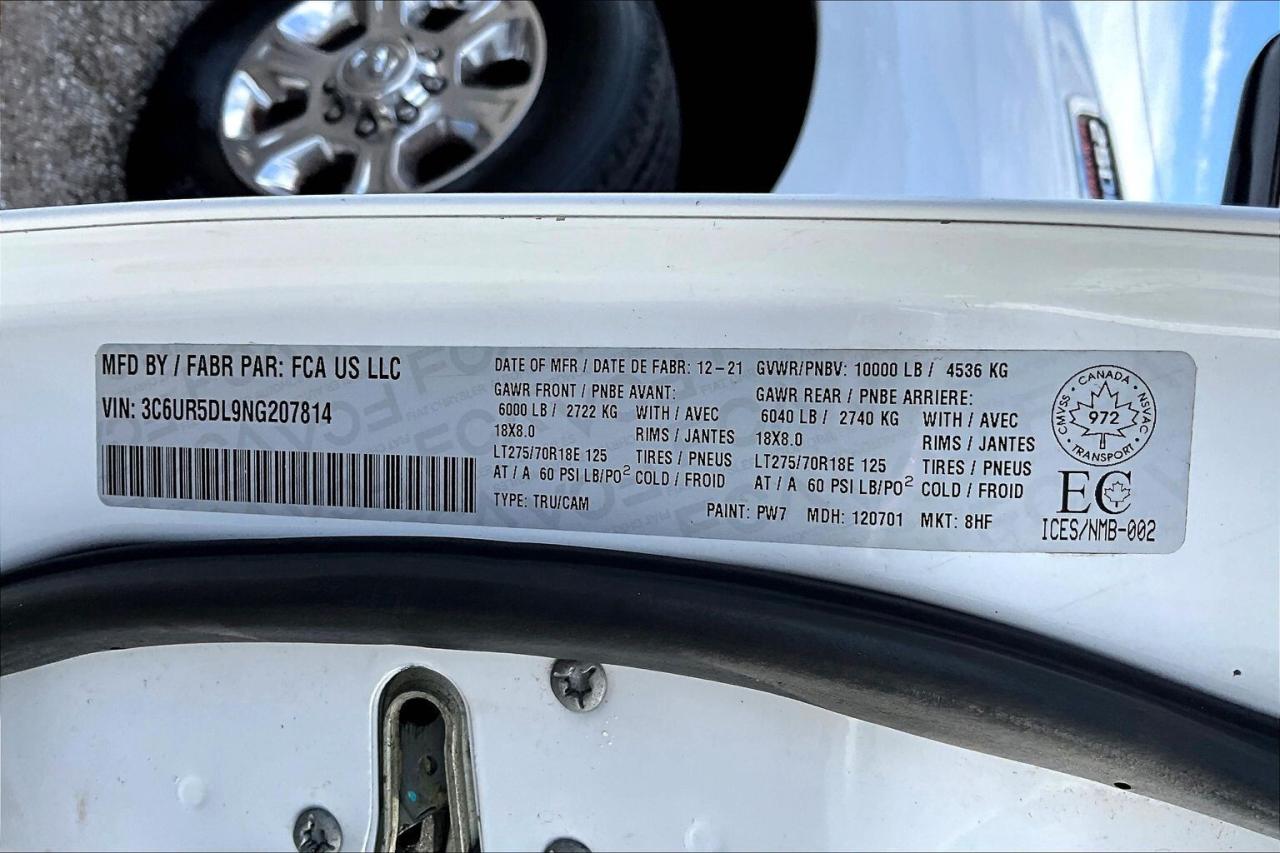 MFD BY / FABR PAR: FCA US LLC
VIN: 3C6UR5DL9NG207814
DATE OF MFR / DATE DE FABR: 12-21 GVWR/PNBV: 10000 LB / 4536 KG
GAWR FRONT / PNBE AVANT: GAWR REAR / PNBE ARRIERE:
6000 LB / 2722 KG WITH / AVEC 6040 LB / 2740 KG WITH / AVEC
18X8.0 RIMS / JANTES 18X8.0 RIMS / JANTES
LT275/70R18E 125 TIRES / PNEUS LT275/70R18E 125 TIRES / PNEUS
AT / A 60 PSI LB/PO² COLD / FROID AT / A 60 PSI LB/PO² COLD / FROID
TYPE: TRU/CAM PAINT: PW7 MDH: 120701 MKT: 8HF
CANADA
CMVSS 972 NSVAC
TRANSPORT
EC
ICES/NMB-002